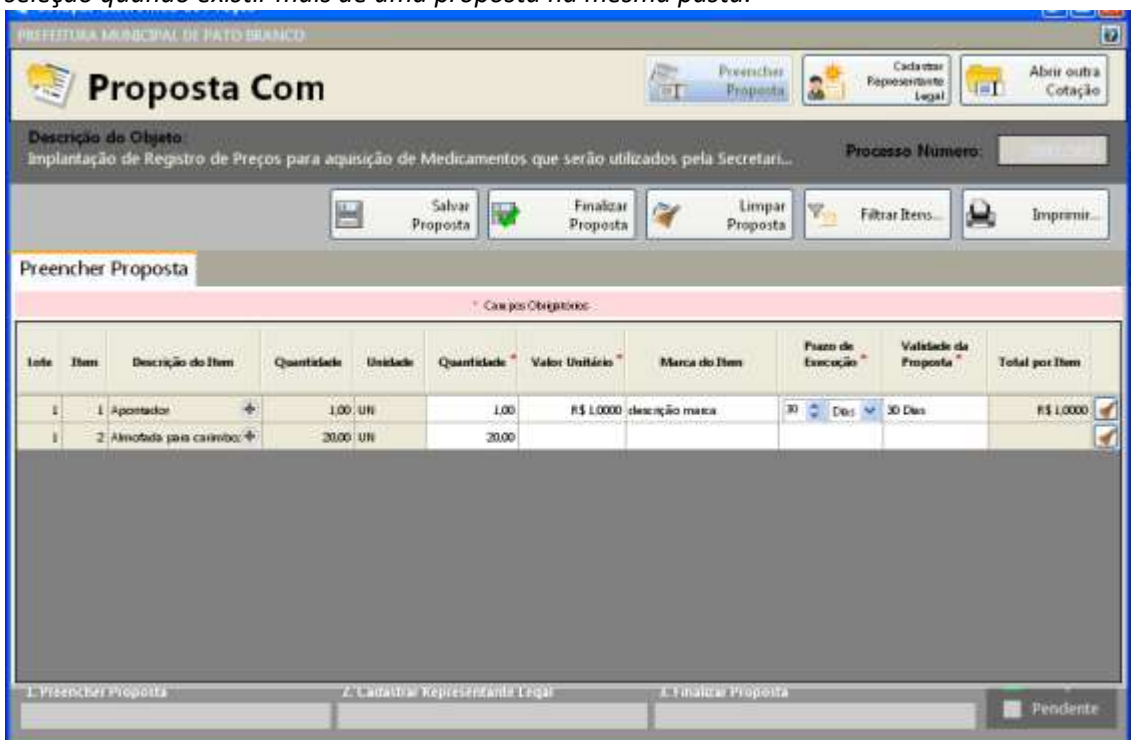 seleção quando existir mais de uma proposta na mesma pasta.
PREFEITURA MUNICIPAL DE PATO BRANCO
Proposta Com
Preencher Proposta
Cadastrar Representante Legal
Abrir outra Cotação
Descrição do Objeto:
Implantação de Registro de Preços para aquisição de Medicamentos que serão utilizados pela Secretari...
Processo Numero:
Salvar Proposta
Finalizar Proposta
Limpar Proposta
Filtrar Itens...
Imprimir...
Preencher Proposta
* Campos Obrigatórios
Lote Item Descrição do Item Quantidade Unidade Quantidade * Valor Unitário * Marca do Item Prazo de Execução * Validade da Proposta * Total por Item
1 1 Apontador 1,00 UN 1,00 R$ 1,0000 descrição marca 30 Dias 30 Dias R$ 1,0000
1 2 Almofada para carimbo: 20,00 UN 20,00
1. Preencher Proposta
2. Cadastrar Representante Legal
3. Finalizar Proposta
Pendente